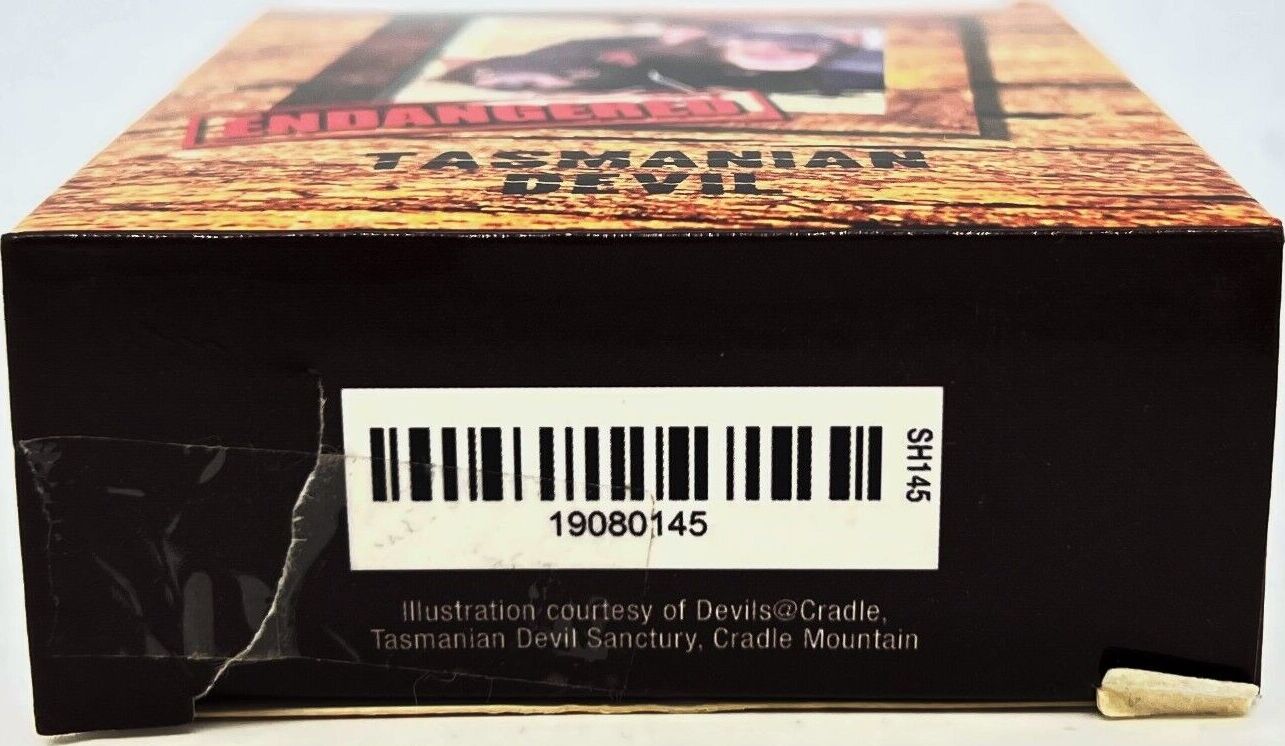 ENDANGERED
TASMANIAN
DEVIL
SH145
19080145
Illustration courtesy of Devils@Cradle,
Tasmanian Devil Sanctury, Cradle Mountain